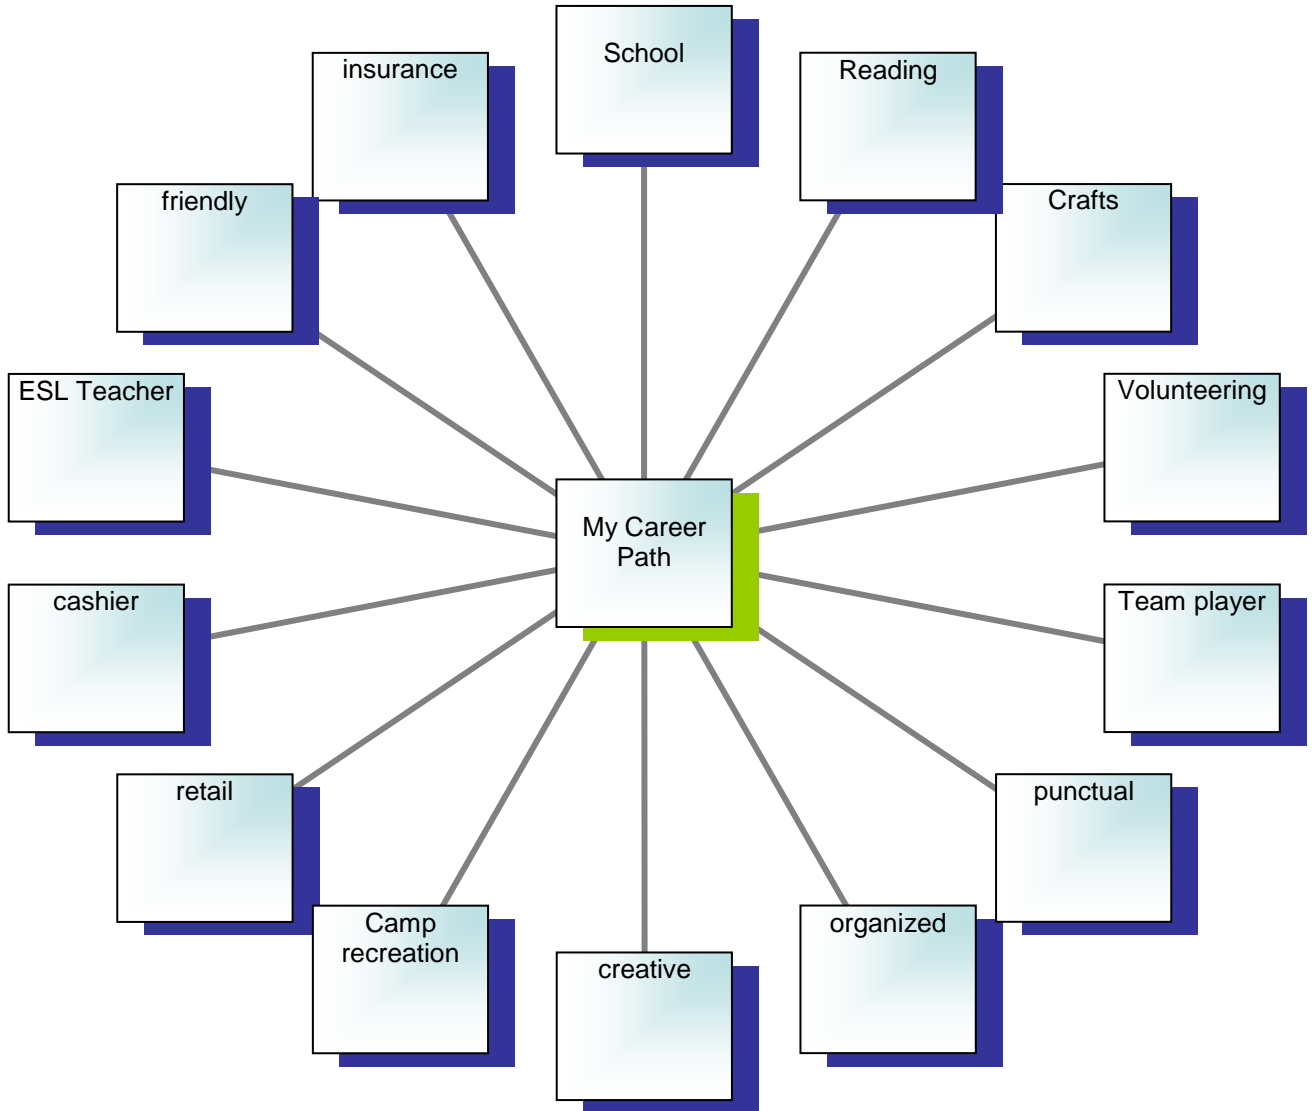 School
insurance
Reading
friendly
Crafts
ESL Teacher
Volunteering
My Career
Path
cashier
Team player
retail
punctual
Camp
recreation
organized
creative